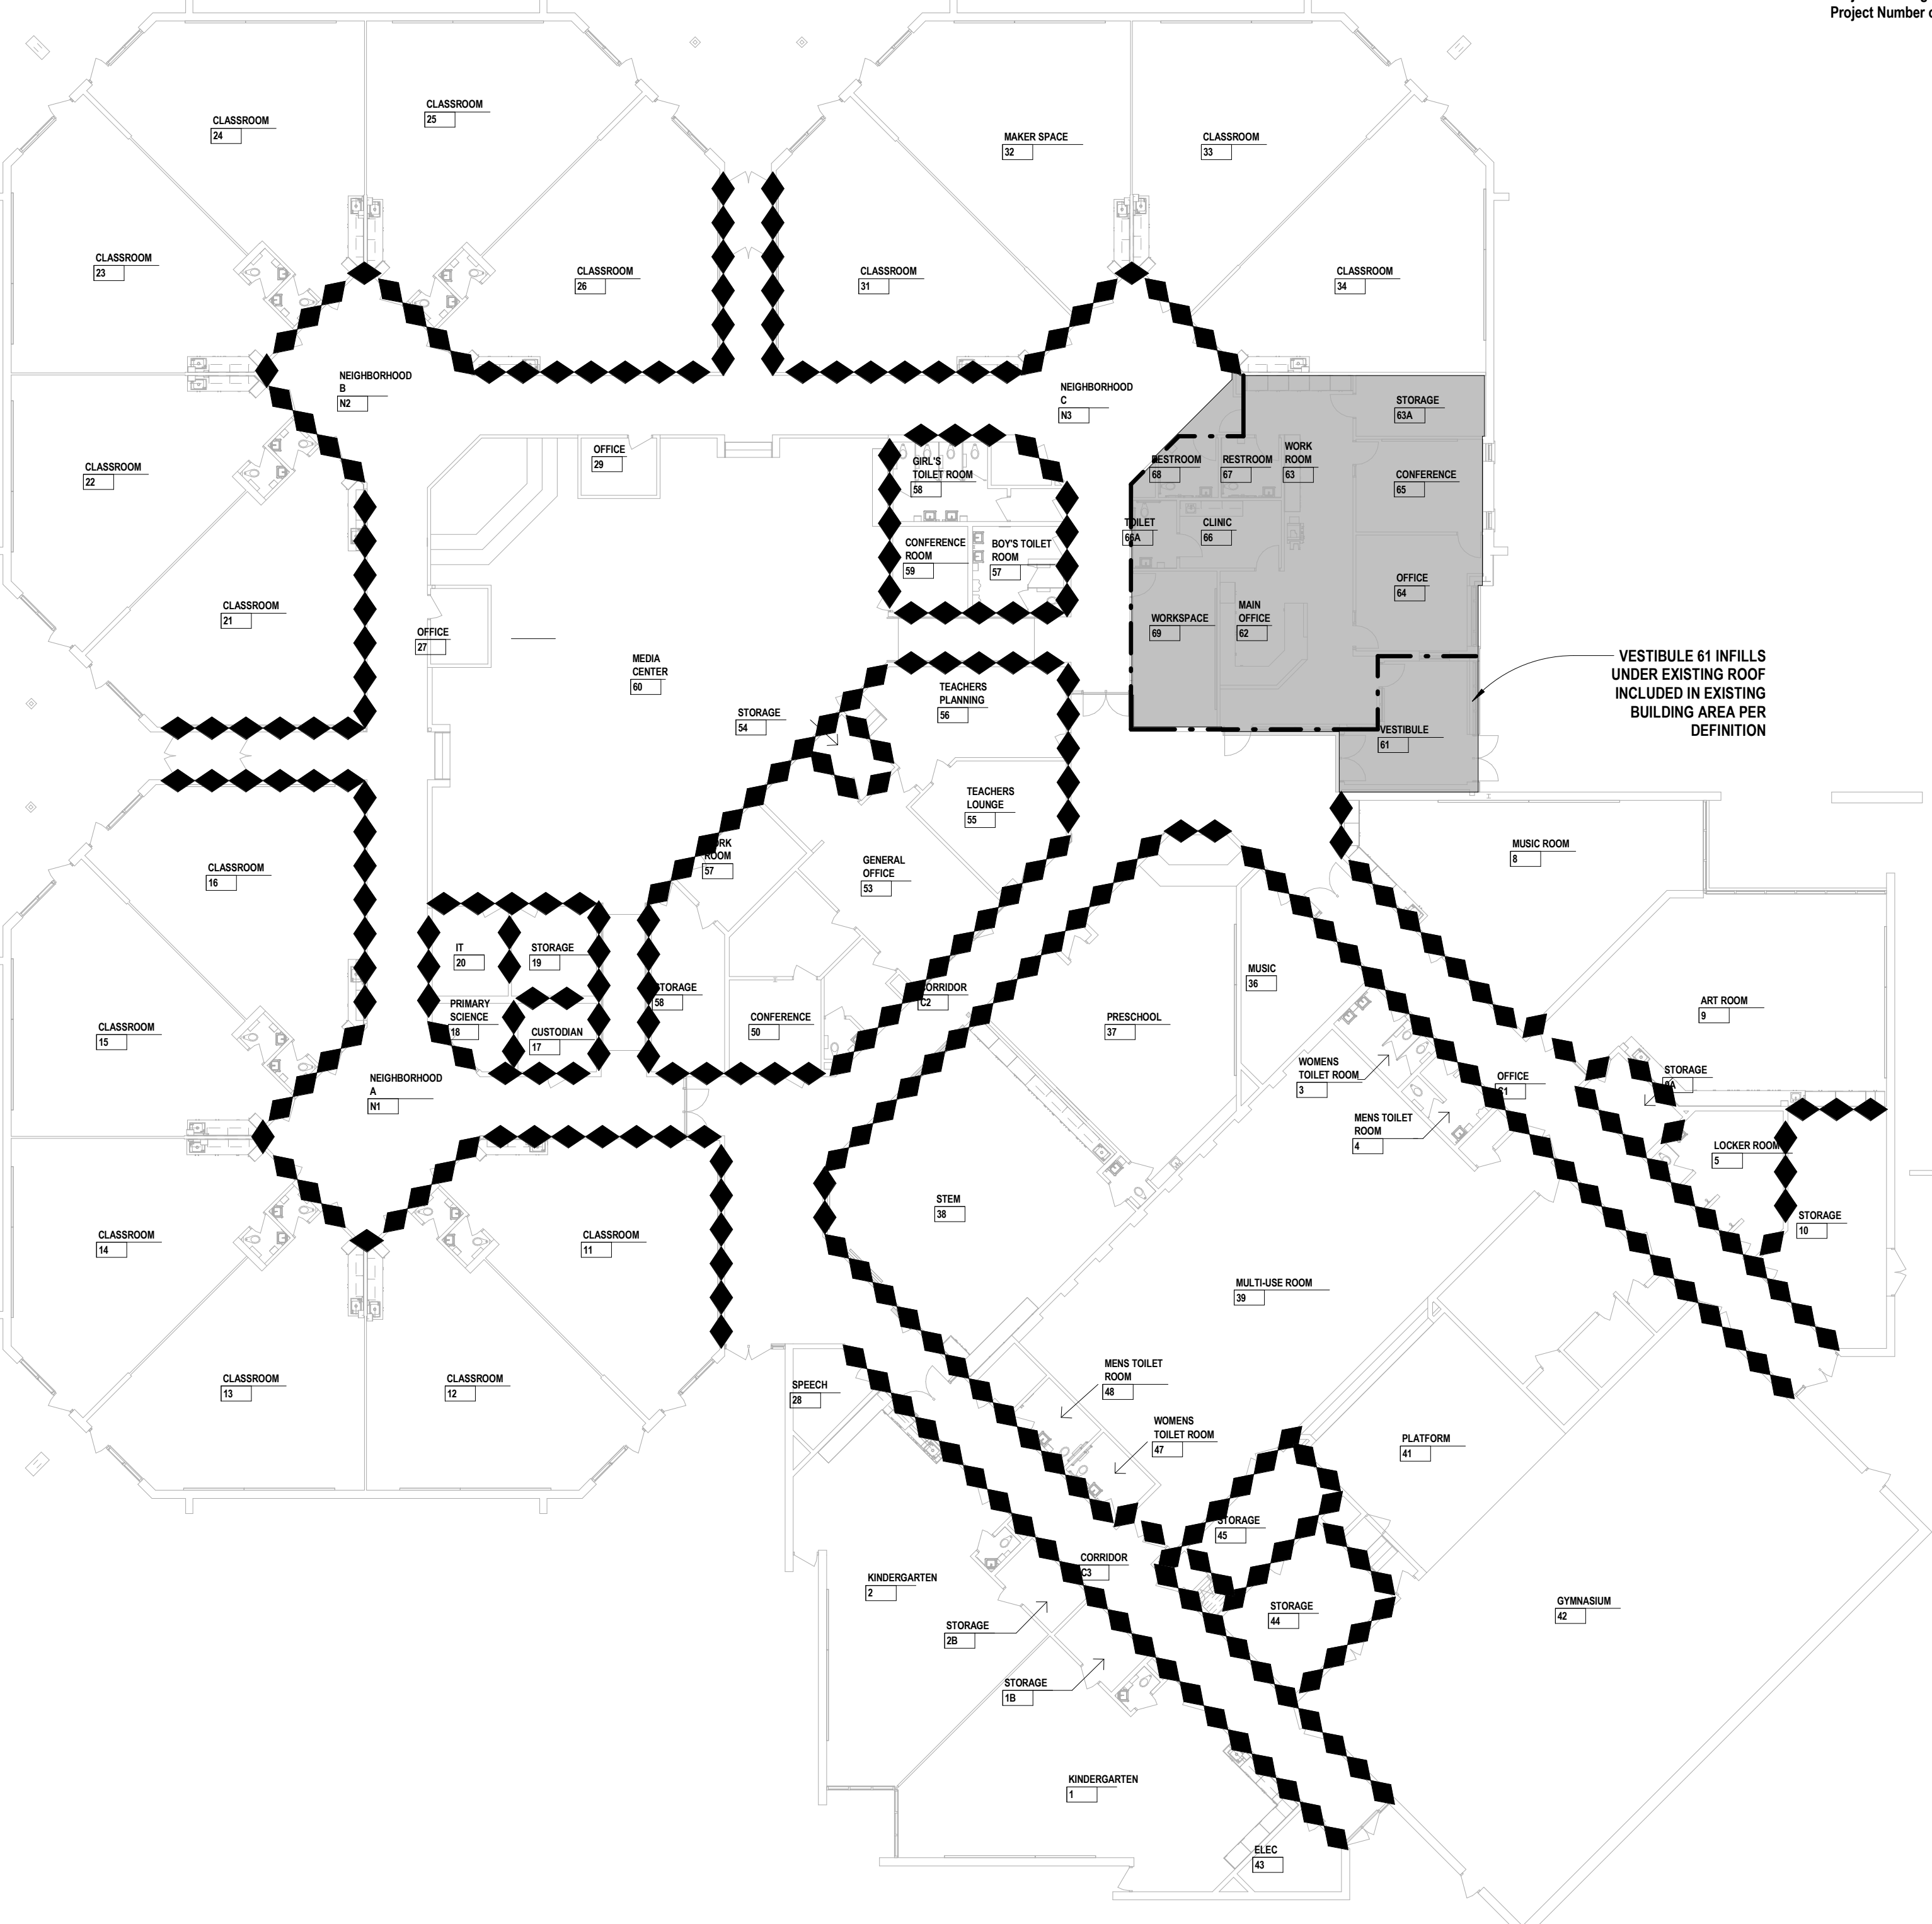 Project Number
CLASSROOM
25
CLASSROOM
24
MAKER SPACE
32
CLASSROOM
33
CLASSROOM
23
CLASSROOM
26
CLASSROOM
31
CLASSROOM
34
NEIGHBORHOOD
B
N2
NEIGHBORHOOD
C
N3
STORAGE
63A
OFFICE
29
GIRL'S
TOILET ROOM
58
RESTROOM
68
RESTROOM
67
WORK
ROOM
63
CONFERENCE
65
CLASSROOM
22
TOILET
66A
CLINIC
66
CONFERENCE
ROOM
59
BOY'S TOILET
ROOM
57
OFFICE
64
CLASSROOM
21
WORKSPACE
69
MAIN
OFFICE
62
OFFICE
27
MEDIA
CENTER
60
VESTIBULE 61 INFILLS
UNDER EXISTING ROOF
INCLUDED IN EXISTING
BUILDING AREA PER
DEFINITION
TEACHERS
PLANNING
56
STORAGE
54
VESTIBULE
61
TEACHERS
LOUNGE
55
MUSIC ROOM
8
WORK
ROOM
57
GENERAL
OFFICE
53
CLASSROOM
16
IT
20
STORAGE
19
MUSIC
36
STORAGE
58
CORRIDOR
C2
ART ROOM
9
PRIMARY
SCIENCE
18
CONFERENCE
50
PRESCHOOL
37
CLASSROOM
15
CUSTODIAN
17
WOMENS
TOILET ROOM
3
STORAGE
9A
OFFICE
C1
NEIGHBORHOOD
A
N1
MENS TOILET
ROOM
4
LOCKER ROOM
5
STEM
38
STORAGE
10
CLASSROOM
14
CLASSROOM
11
MULTI-USE ROOM
39
MENS TOILET
ROOM
48
CLASSROOM
13
CLASSROOM
12
SPEECH
28
WOMENS
TOILET ROOM
47
PLATFORM
41
STORAGE
45
CORRIDOR
C3
KINDERGARTEN
2
STORAGE
44
GYMNASIUM
42
STORAGE
2B
STORAGE
1B
KINDERGARTEN
1
ELEC
43